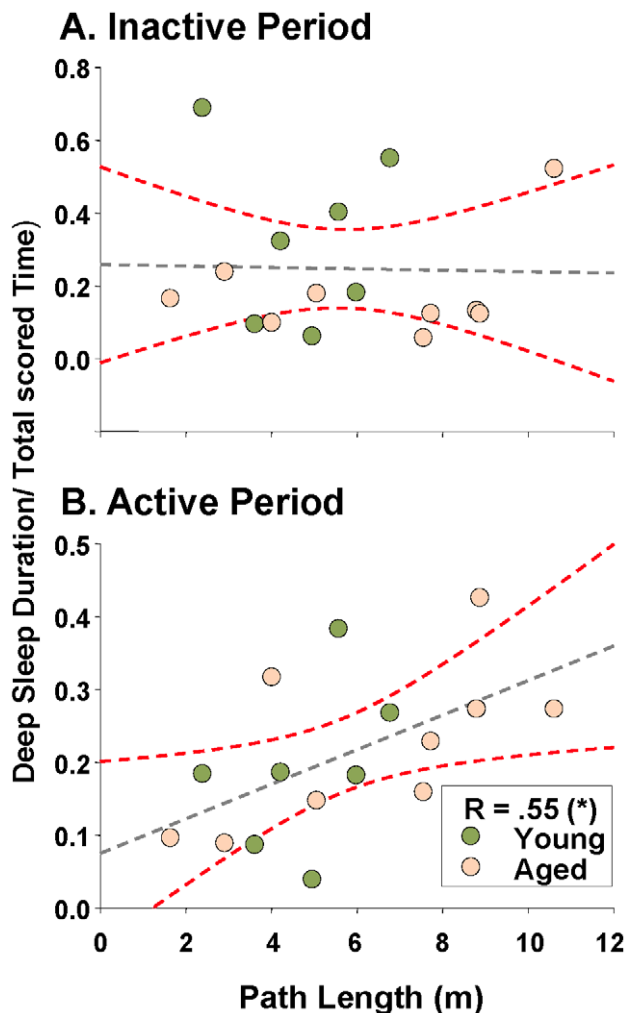 A. Inactive Period
0.8
0.6
0.4
0.2
0.0
Deep Sleep Duration/ Total scored Time)
B. Active Period
0.5
0.4
0.3
0.2
0.1
0.0
R = .55 (*)
Young
Aged
0 2 4 6 8 10 12
Path Length (m)